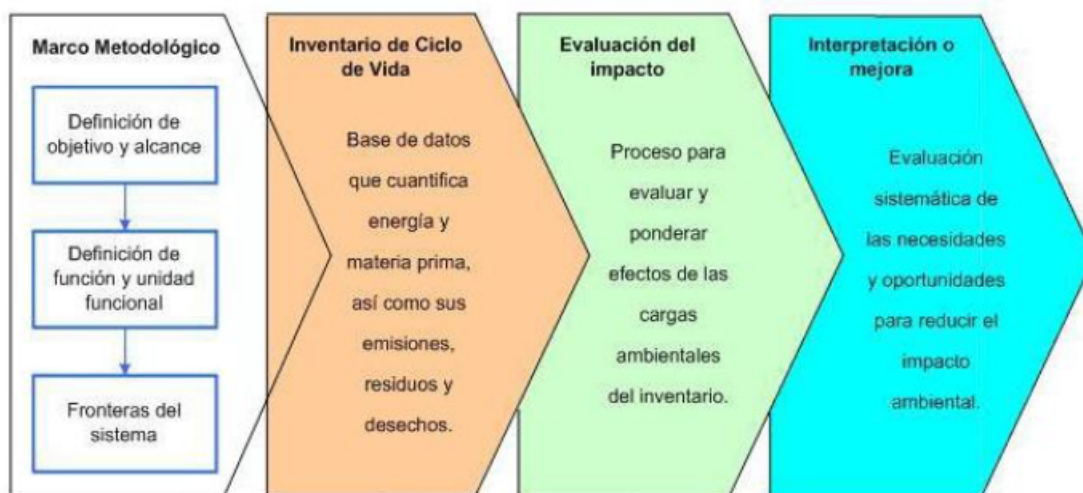 Marco Metodológico
Definición de
objetivo y alcance
Definición de
función y unidad
funcional
Fronteras del
sistema
Inventario de Ciclo
de Vida
Base de datos
que cuantifica
energía y
materia prima,
así como sus
emisiones,
residuos y
desechos.
Evaluación del
impacto
Proceso para
evaluar y
ponderar
efectos de las
cargas
ambientales
del inventario.
Interpretación o
mejora
Evaluación
sistemática de
las necesidades
y oportunidades
para reducir el
impacto
ambiental.